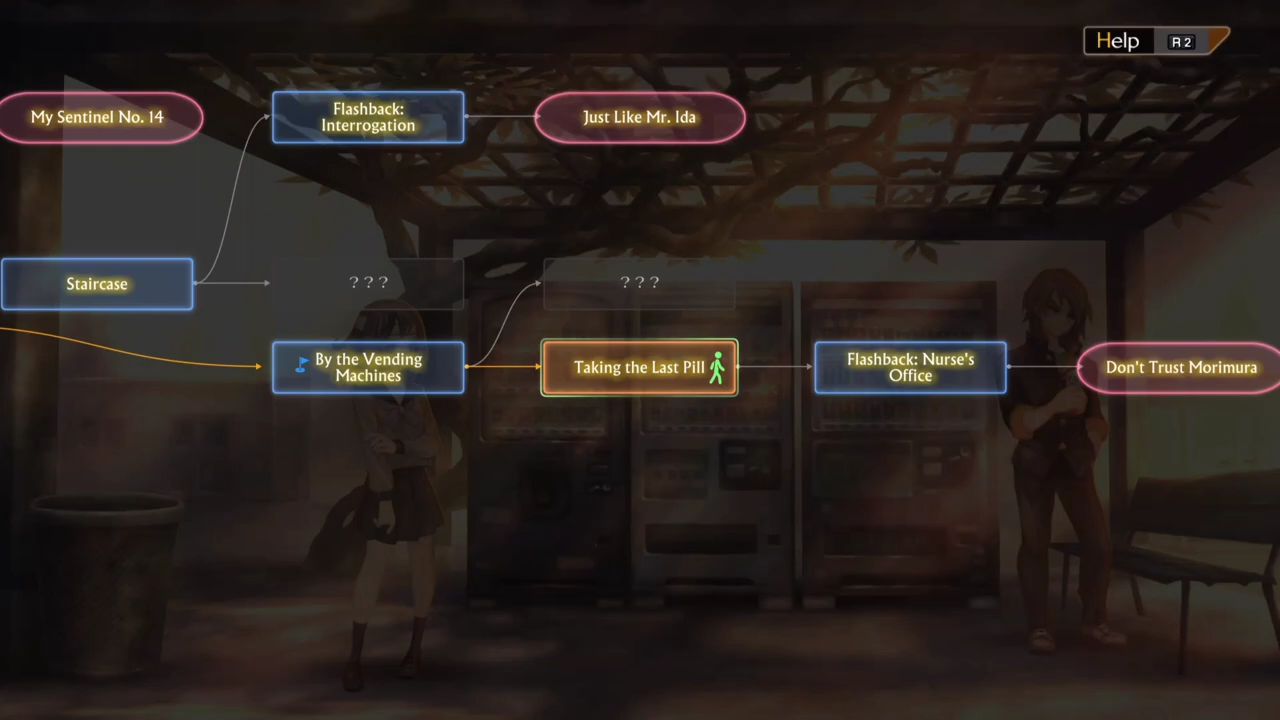 Help R2
My Sentinel No. 14
Flashback:
Interrogation
Just Like Mr. Ida
Staircase
???
???
By the Vending
Machines
Taking the Last Pill
Flashback: Nurse's
Office
Don't Trust Morimura